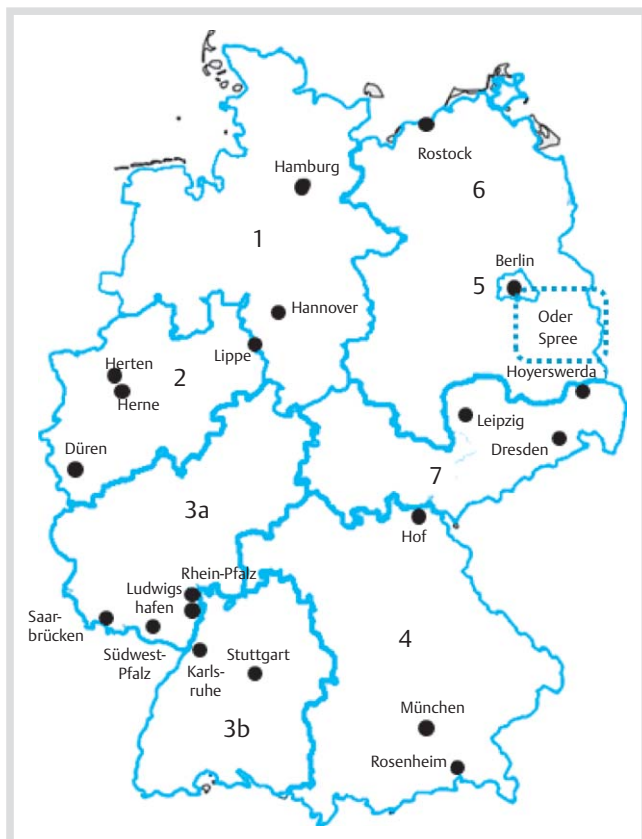 Rostock
Hamburg
6
1
Berlin
5
Hannover
Oder
Spree
Lippe
Herten
2
Herne
Hoyerswerda
Leipzig
Düren
Dresden
7
3a
Hof
Rhein-Pfalz
Ludwigs
hafen
Saar-
brücken
Südwest-
Pfalz
Karls-
ruhe
Stuttgart
4
München
3b
Rosenheim